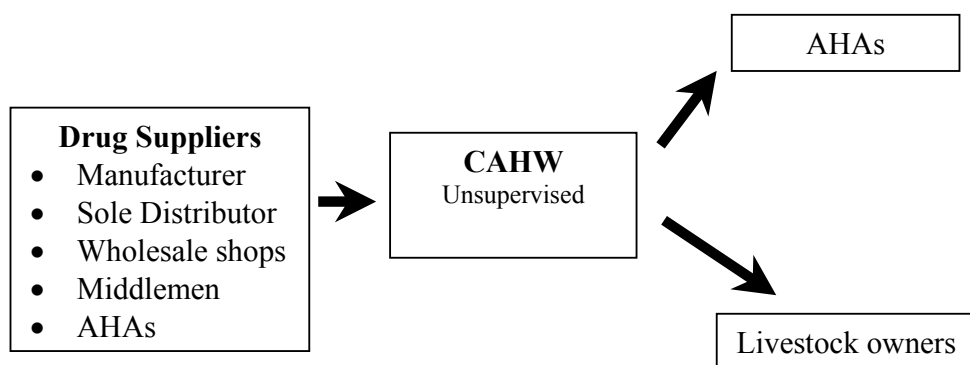 Drug Suppliers
• Manufacturer
• Sole Distributor
• Wholesale shops
• Middlemen
• AHAs
CAHW
Unsupervised
AHAs
Livestock owners